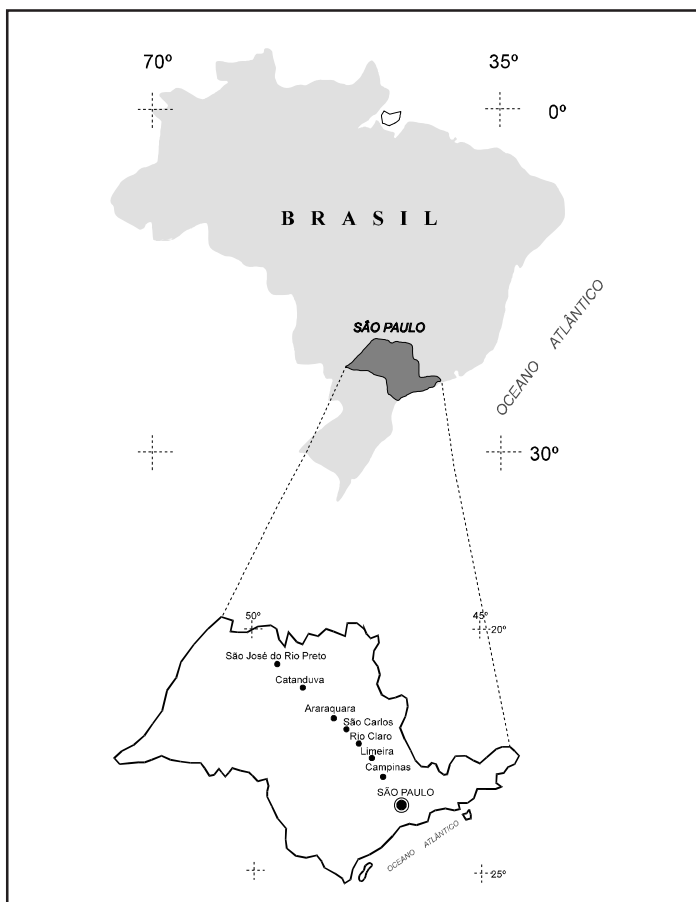 70º 35º
0º
B R A S I L
SÃO PAULO
OCEANO ATLÂNTICO
30º
50º 45º
20º
São José do Rio Preto
Catanduva
Araraquara
São Carlos
Rio Claro
Limeira
Campinas
SÃO PAULO
OCEANO ATLÂNTICO
25º